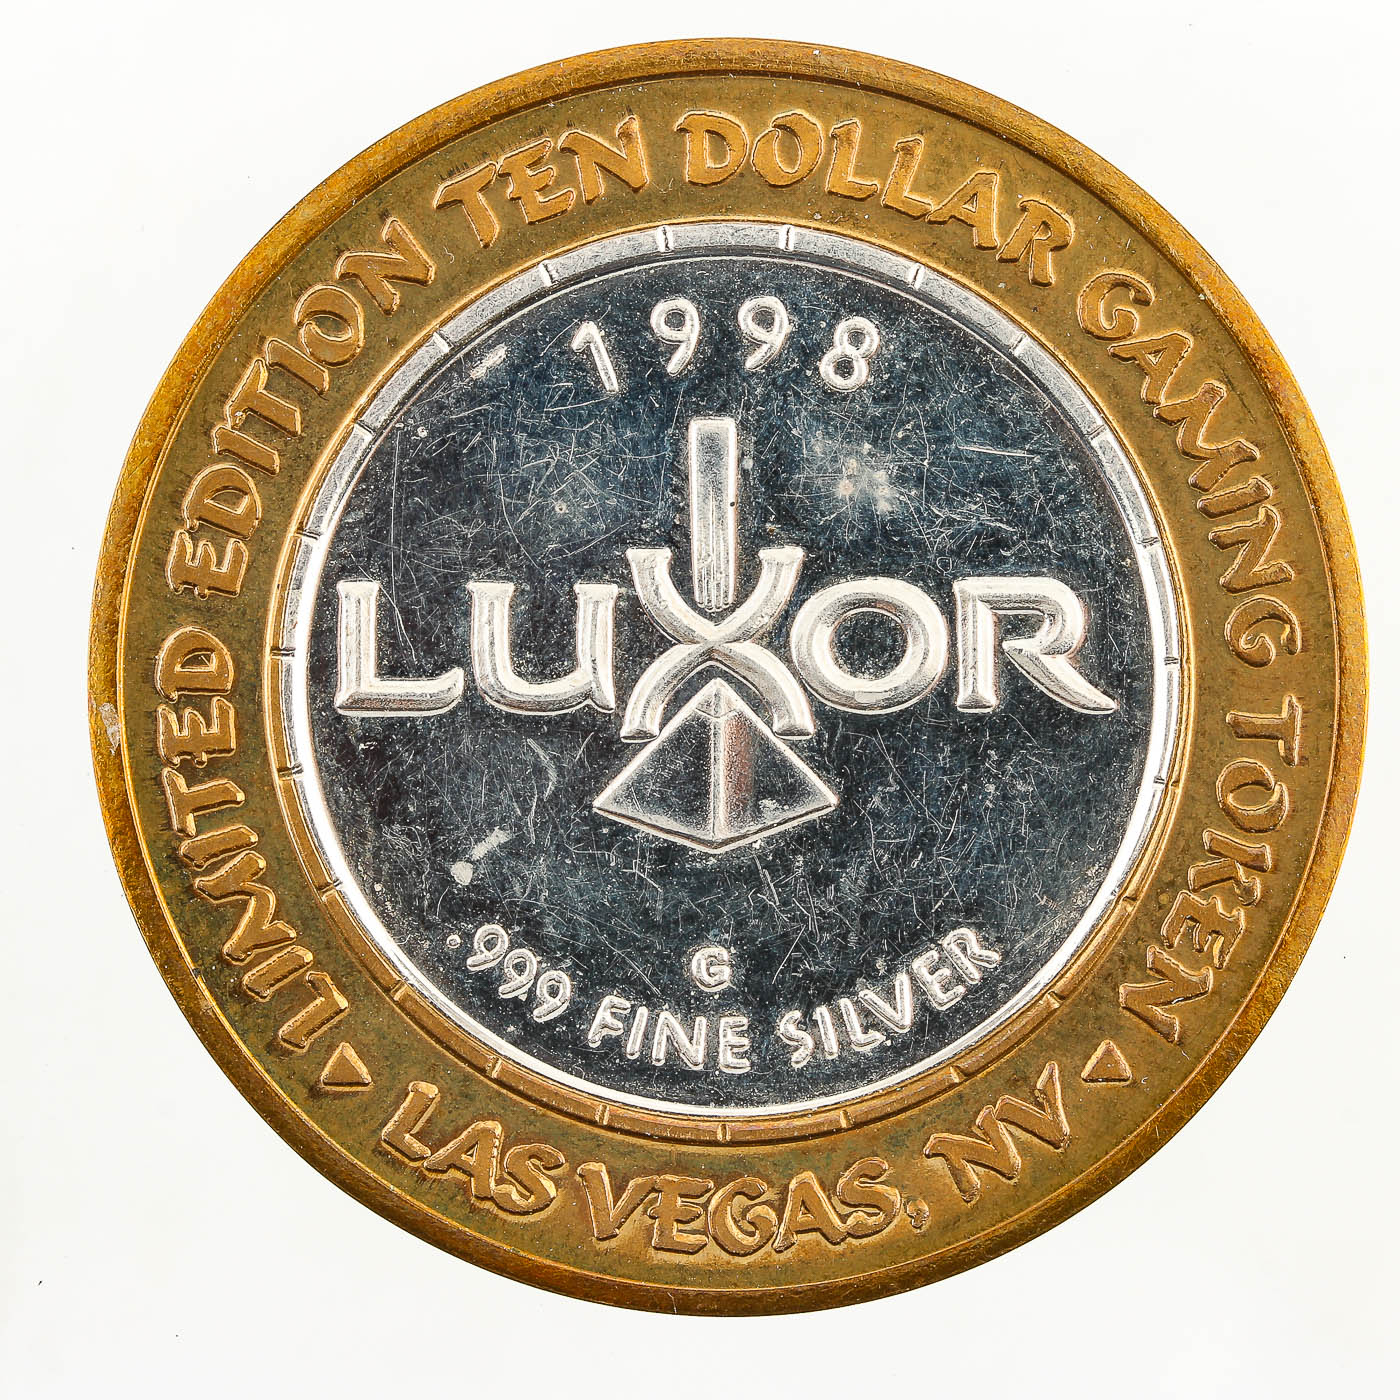 LIMITED EDITION TEN DOLLAR GAMING TOKEN
1998
LUXOR
G
.999 FINE SILVER
LAS VEGAS, NV